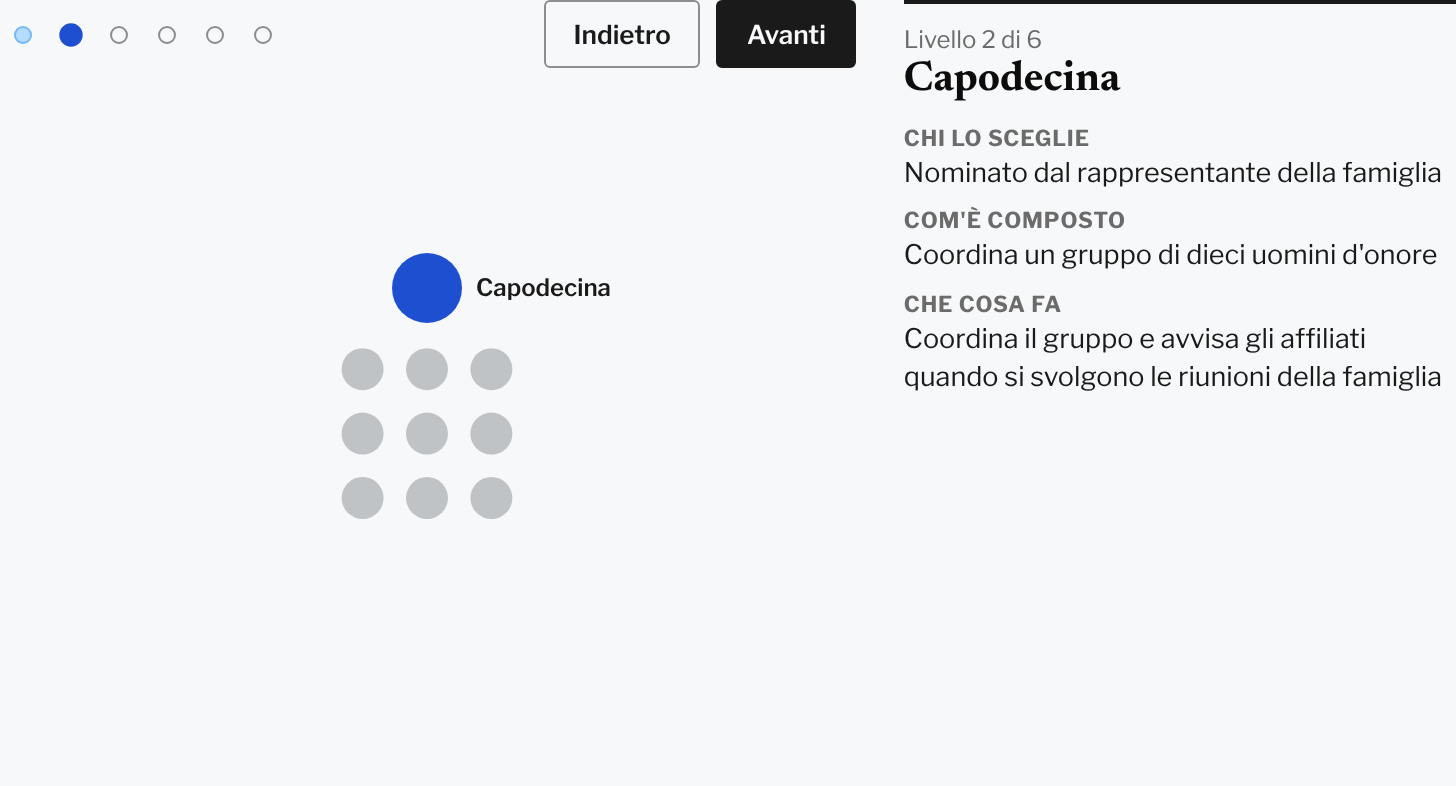 Indietro
Avanti
Livello 2 di 6
Capodecina
CHI LO SCEGLIE
Nominato dal rappresentante della famiglia
COM'È COMPOSTO
Coordina un gruppo di dieci uomini d'onore
CHE COSA FA
Coordina il gruppo e avvisa gli affiliati
quando si svolgono le riunioni della famiglia
Capodecina